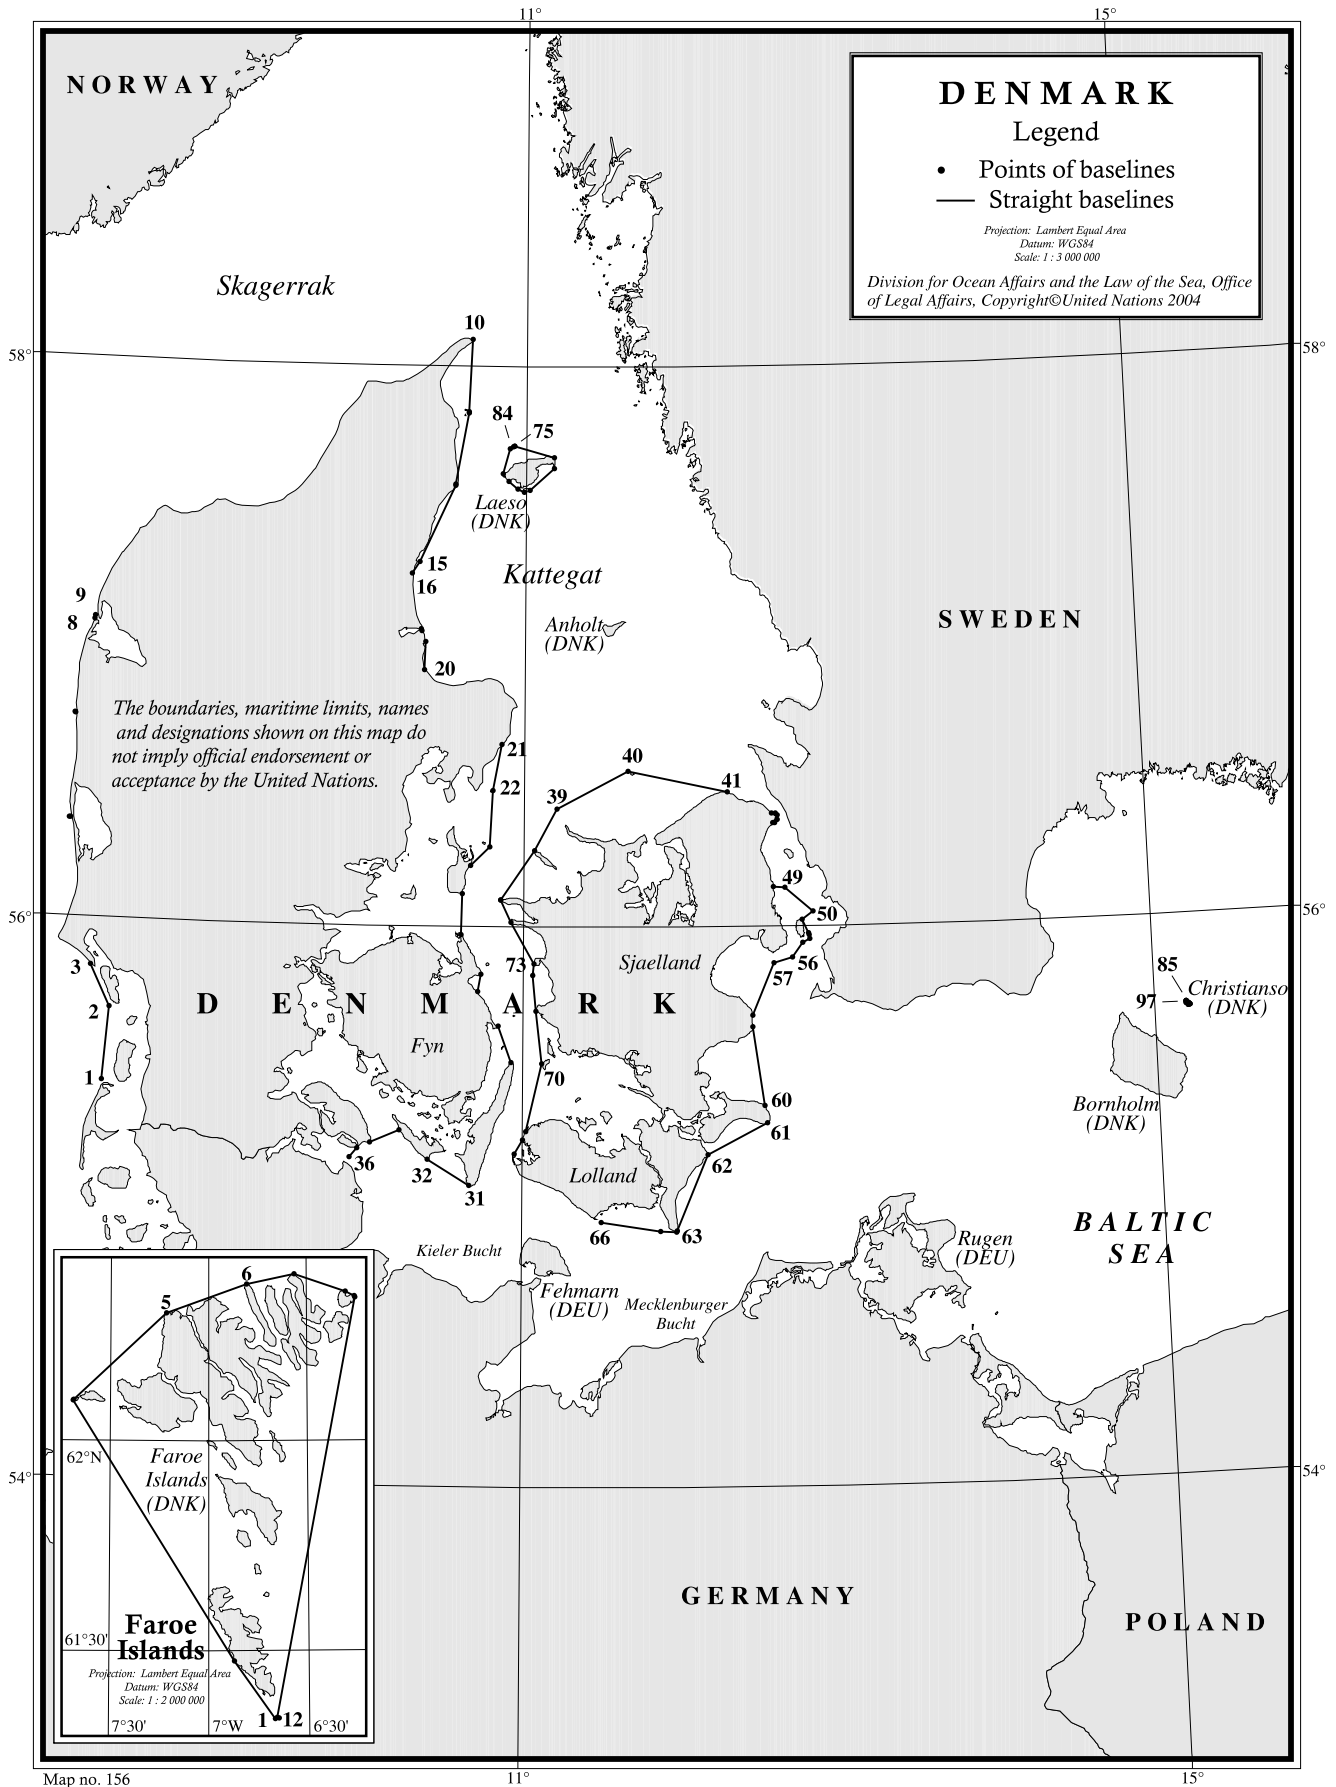 11°
15°
NORWAY
DENMARK
Legend
Points of baselines
Straight baselines
Projection: Lambert Equal Area
Datum: WGS84
Scale: 1 : 3 000 000
Division for Ocean Affairs and the Law of the Sea, Office
of Legal Affairs, Copyright©United Nations 2004
Skagerrak
10
58°
58°
84
75
Laeso
(DNK)
15
16
Kattegat
9
8
Anholt
(DNK)
SWEDEN
20
The boundaries, maritime limits, names
and designations shown on this map do
not imply official endorsement or
acceptance by the United Nations.
21
22
40
41
39
49
50
56°
56°
3
2
1
73
Sjaelland
56
57
85
97
Christianso
(DNK)
DENMARK
Fyn
70
60
61
62
Bornholm
(DNK)
36
32
31
Lolland
66
63
BALTIC
SEA
Kieler Bucht
Rugen
(DEU)
Fehmarn
(DEU)
Mecklenburger
Bucht
6
5
62°N
Faroe
Islands
(DNK)
54°
54°
GERMANY
POLAND
61°30'
Faroe
Islands
Projection: Lambert Equal Area
Datum: WGS84
Scale: 1 : 2 000 000
1
12
7°30'
7°W
6°30'
Map no. 156
11°
15°